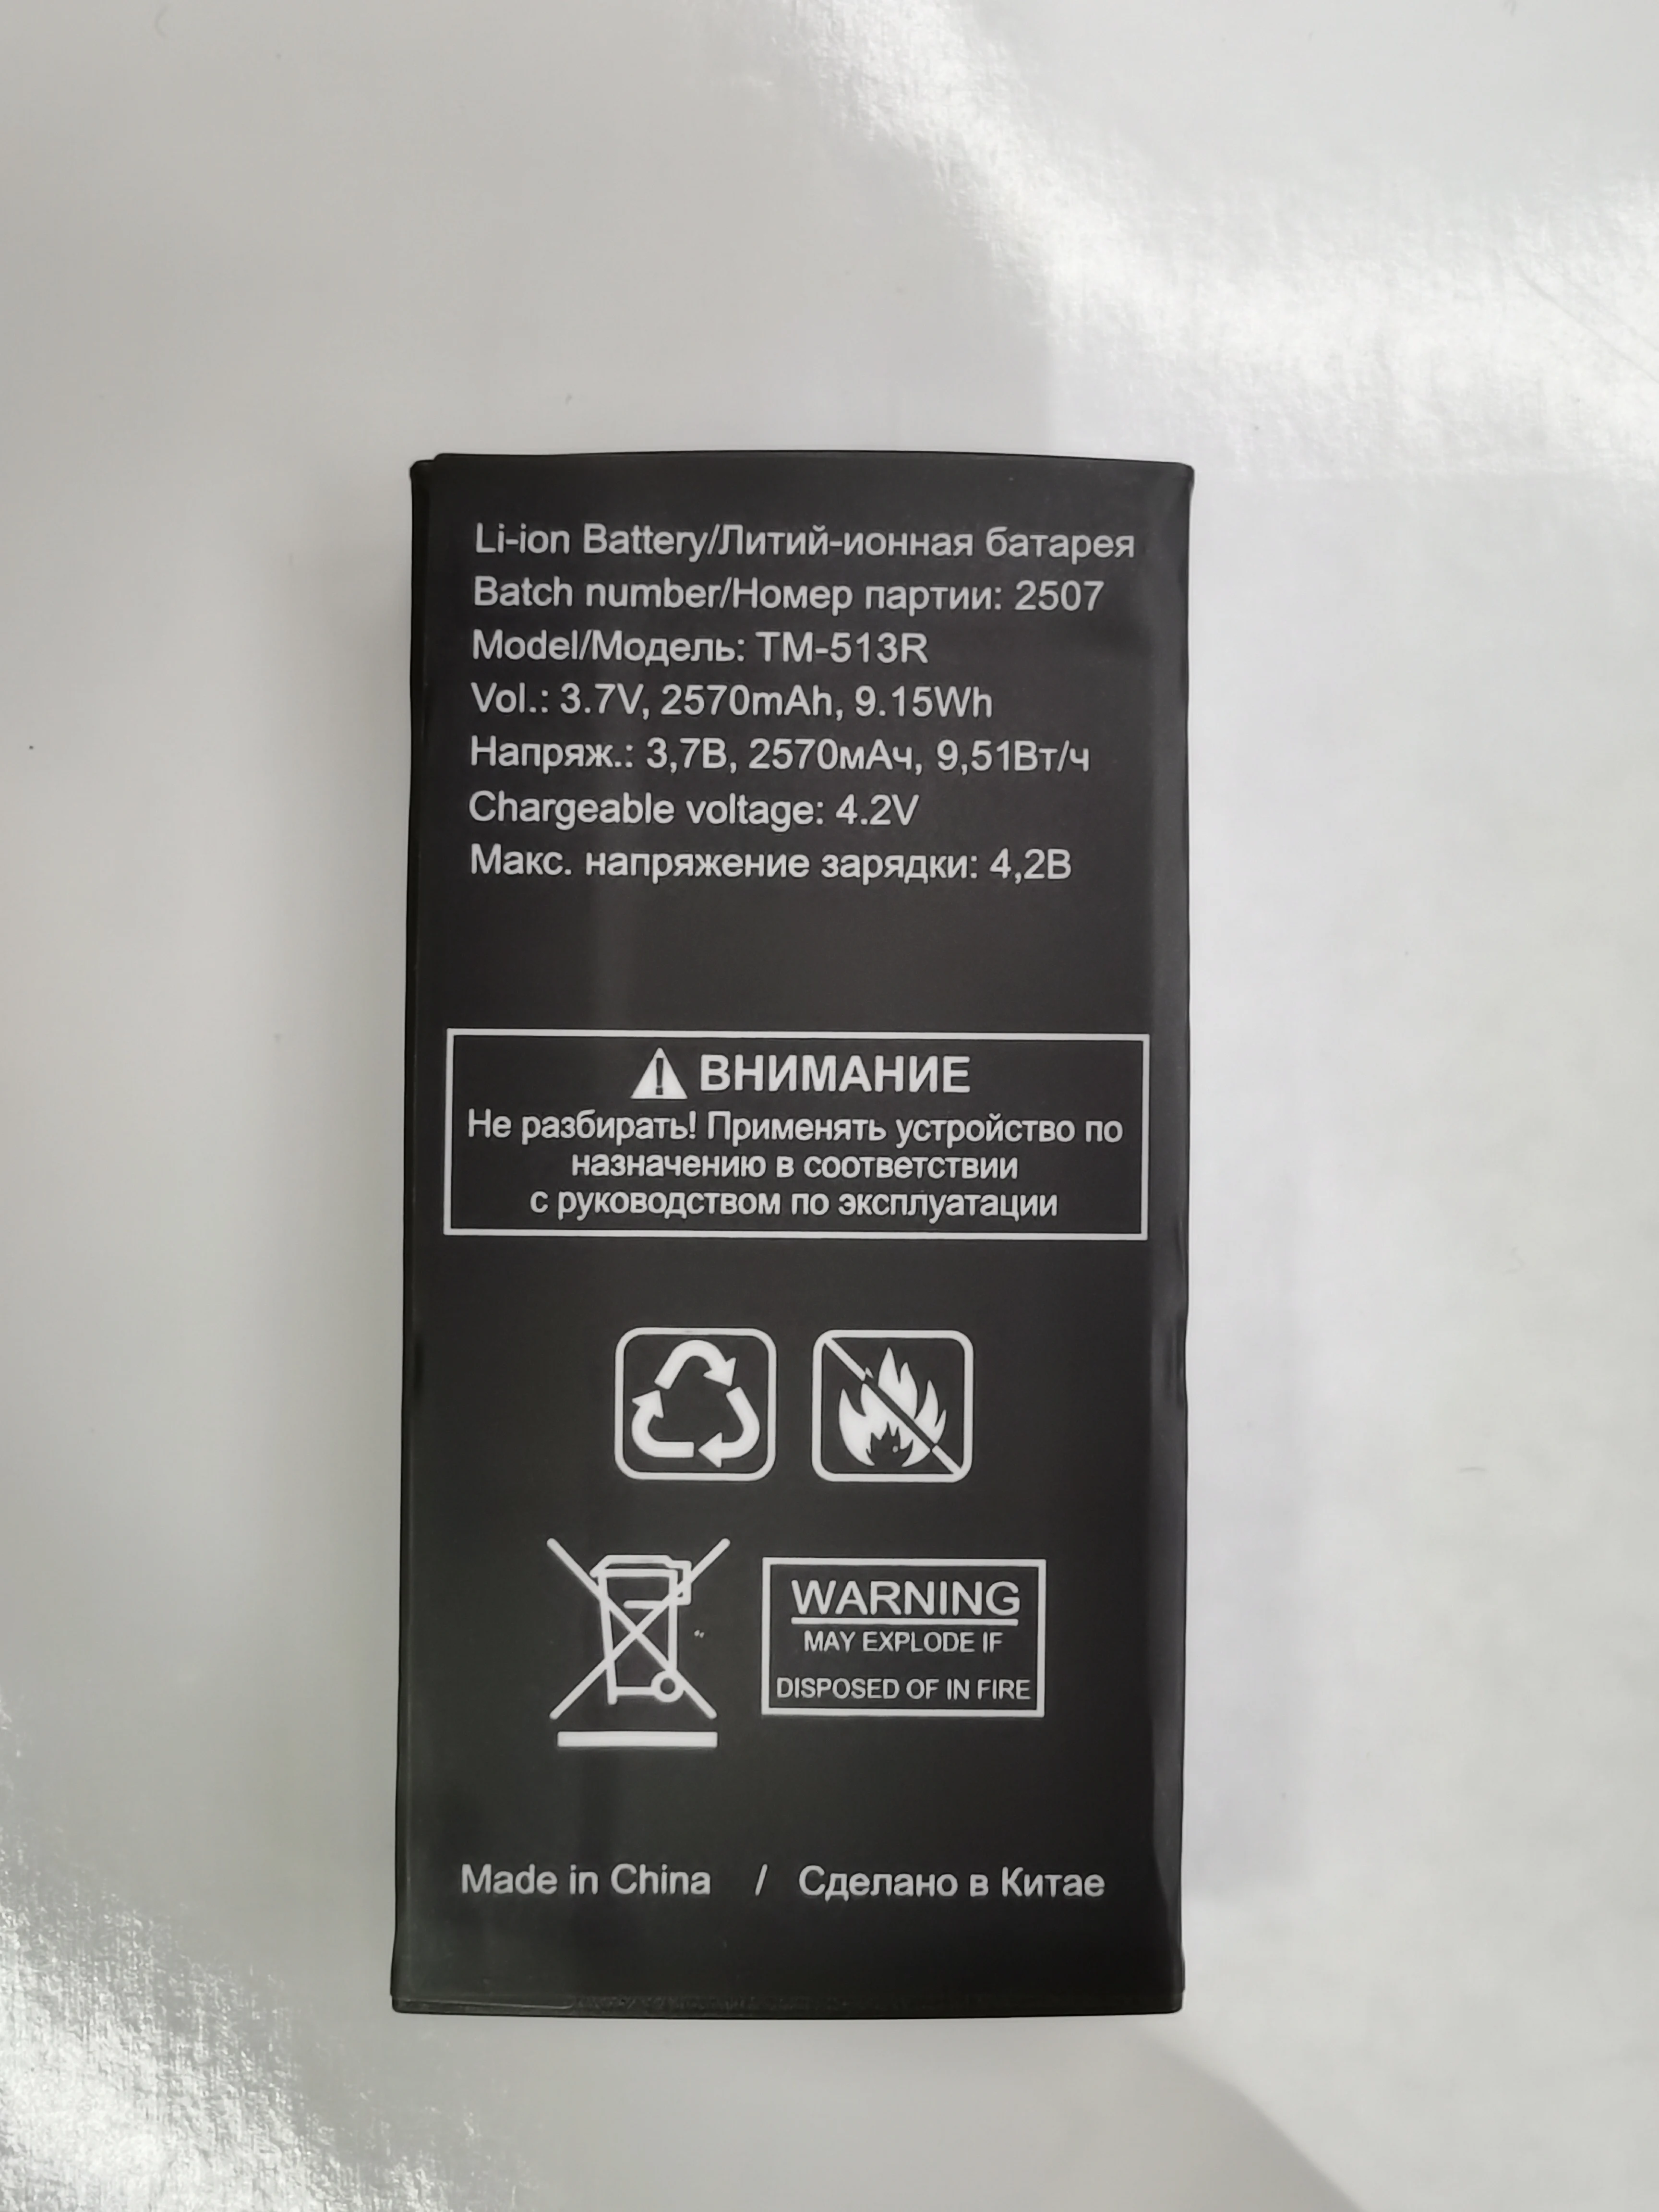 Li-ion Battery/Литий-ионная батарея
Batch number/Номер партии: 2507
Model/Модель: TM-513R
Vol.: 3.7V, 2570mAh, 9.15Wh
Напряж.: 3,7В, 2570мАч, 9,51Вт/ч
Chargeable voltage: 4.2V
Макс. напряжение зарядки: 4,2В
ВНИМАНИЕ
Не разбирать! Применять устройство по
назначению в соответствии
с руководством по эксплуатации
WARNING
MAY EXPLODE IF
DISPOSED OF IN FIRE
Made in China / Сделано в Китае